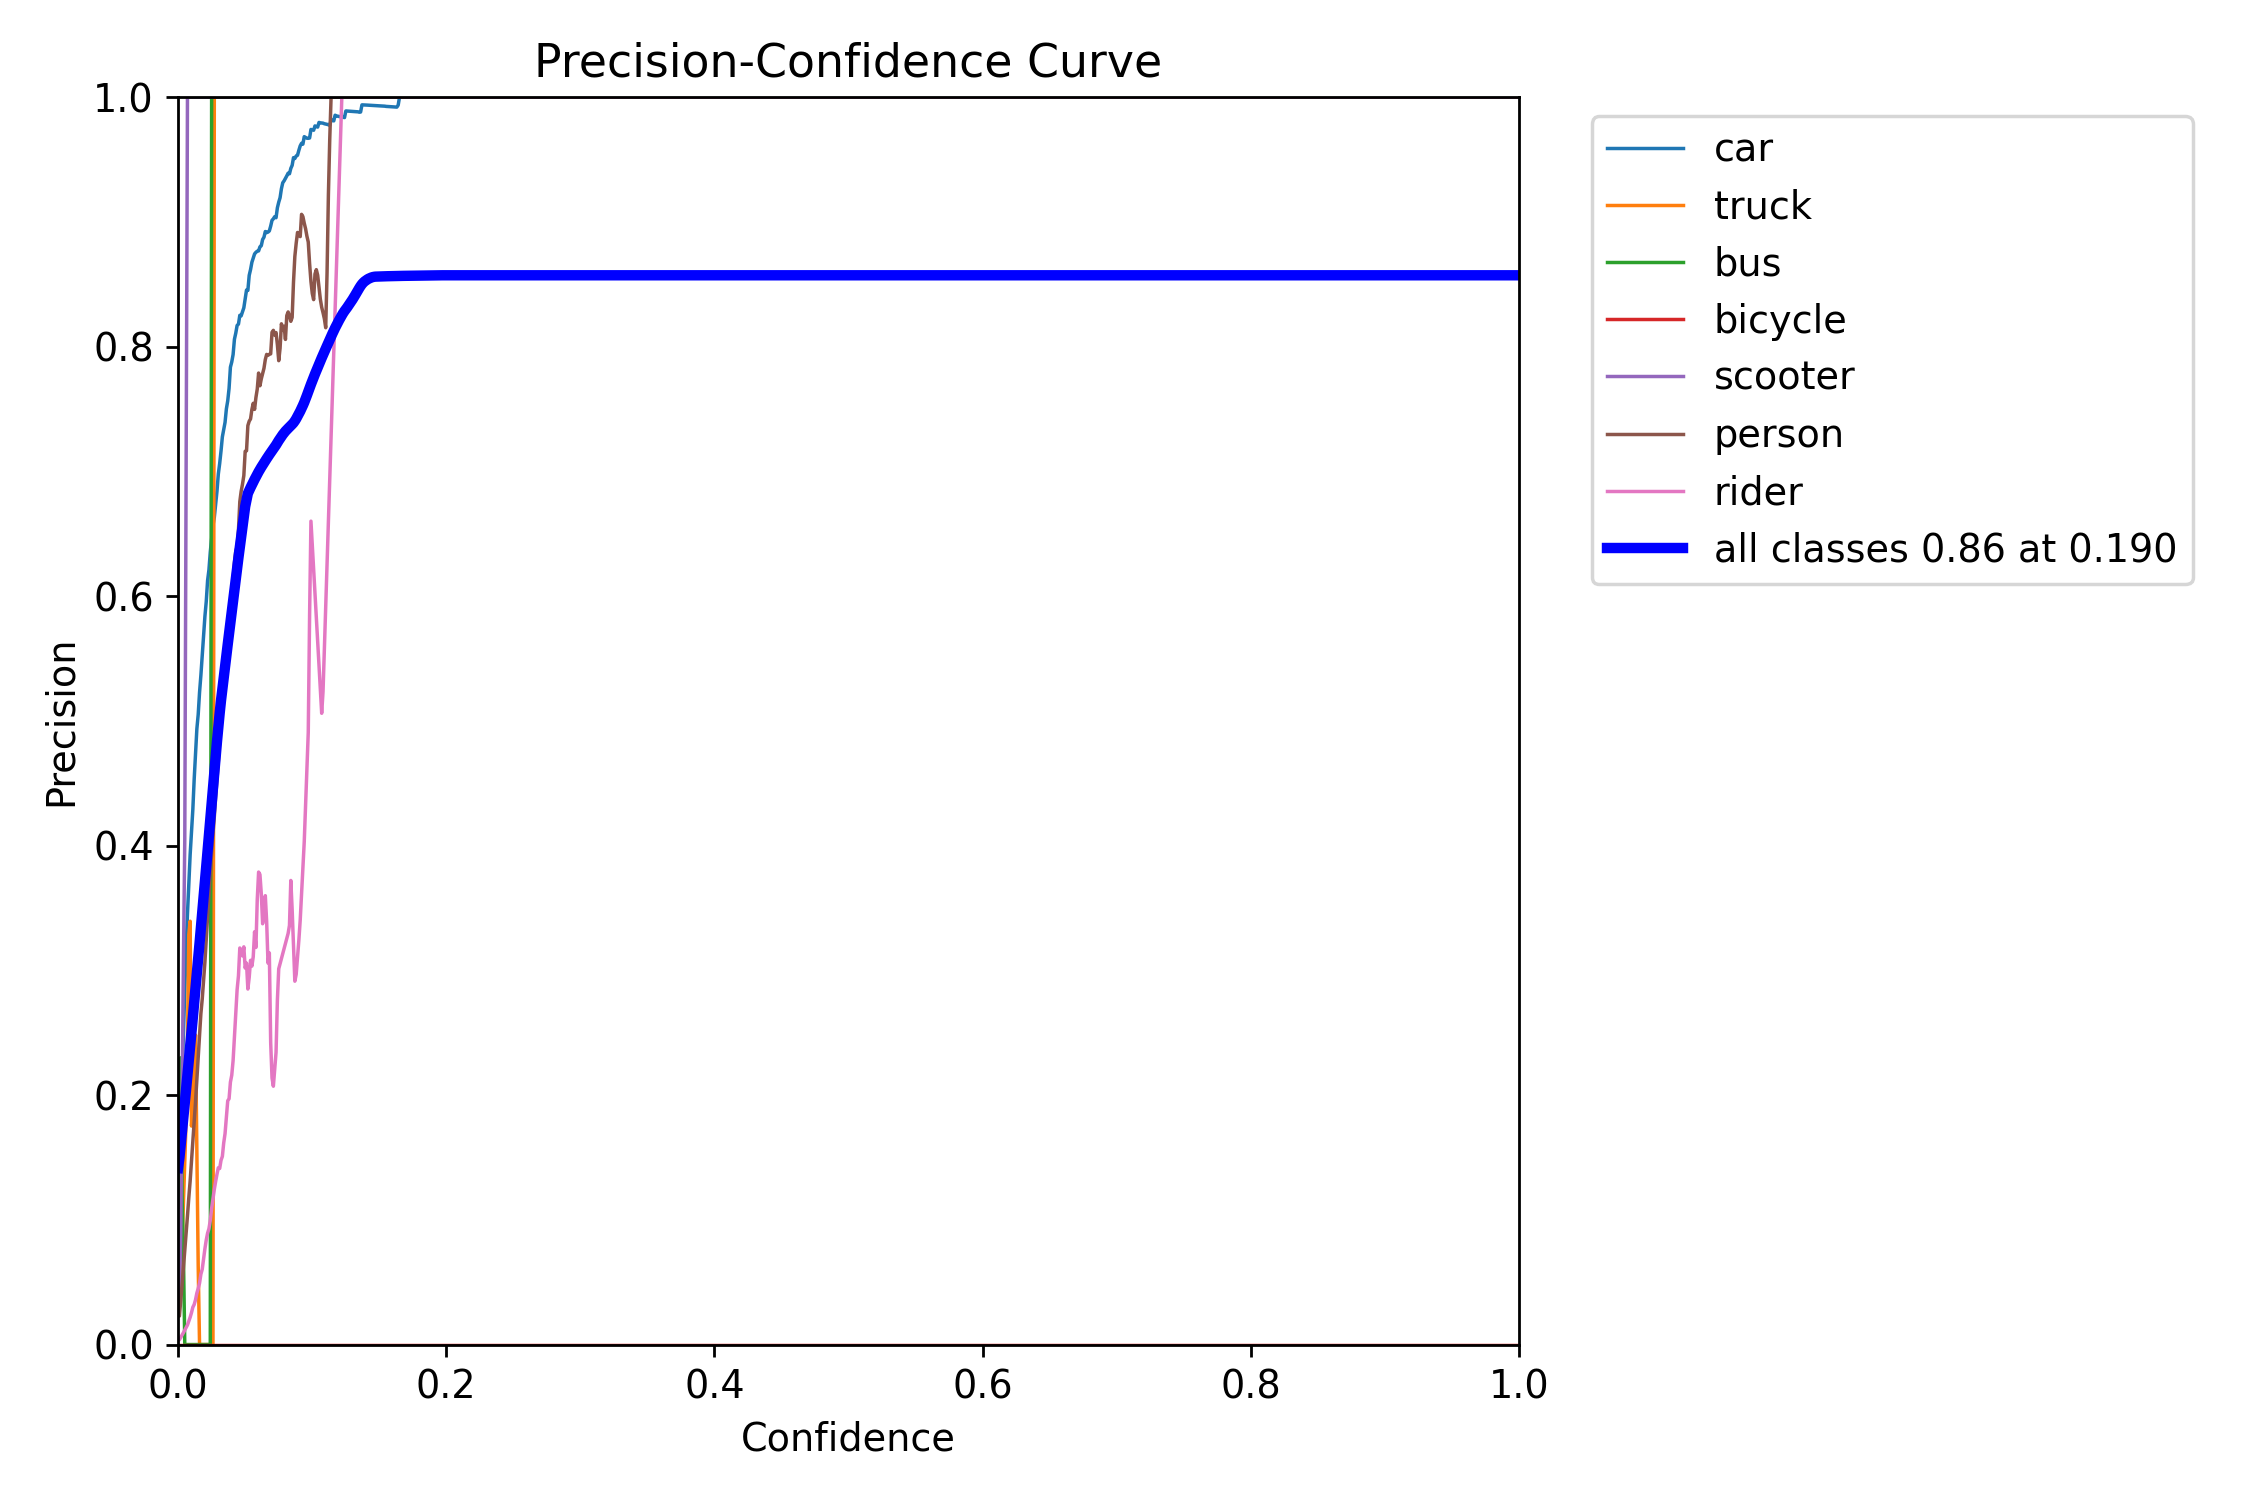 Precision-Confidence Curve
1.0
0.8
0.6
0.4
0.2
0.0
Precision
0.0 0.2 0.4 0.6 0.8 1.0
Confidence
car
truck
bus
bicycle
scooter
person
rider
all classes 0.86 at 0.190